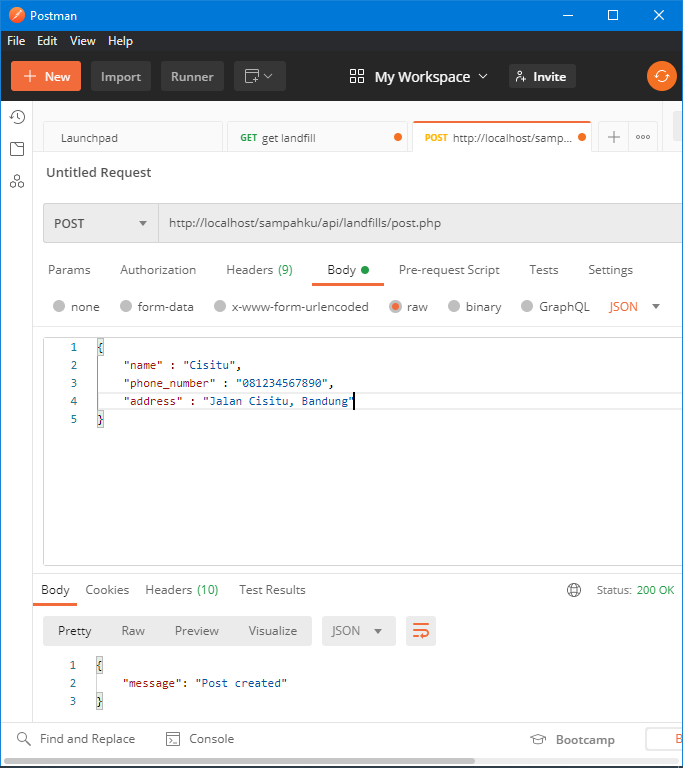 Postman
File Edit View Help
+ New Import Runner My Workspace Invite
Launchpad GET get landfill POST http://localhost/samp...
Untitled Request
POST http://localhost/sampahku/api/landfills/post.php
Params Authorization Headers (9) Body Pre-request Script Tests Settings
none form-data x-www-form-urlencoded raw binary GraphQL JSON
1 {
2 "name" : "Cisitu",
3 "phone_number" : "081234567890",
4 "address" : "Jalan Cisitu, Bandung"
5 }
Body Cookies Headers (10) Test Results Status: 200 OK
Pretty Raw Preview Visualize JSON
1 {
2 "message": "Post created"
3 }
Find and Replace Console Bootcamp